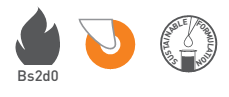 SUSTAINABLE FORMULATION
Bs2d0